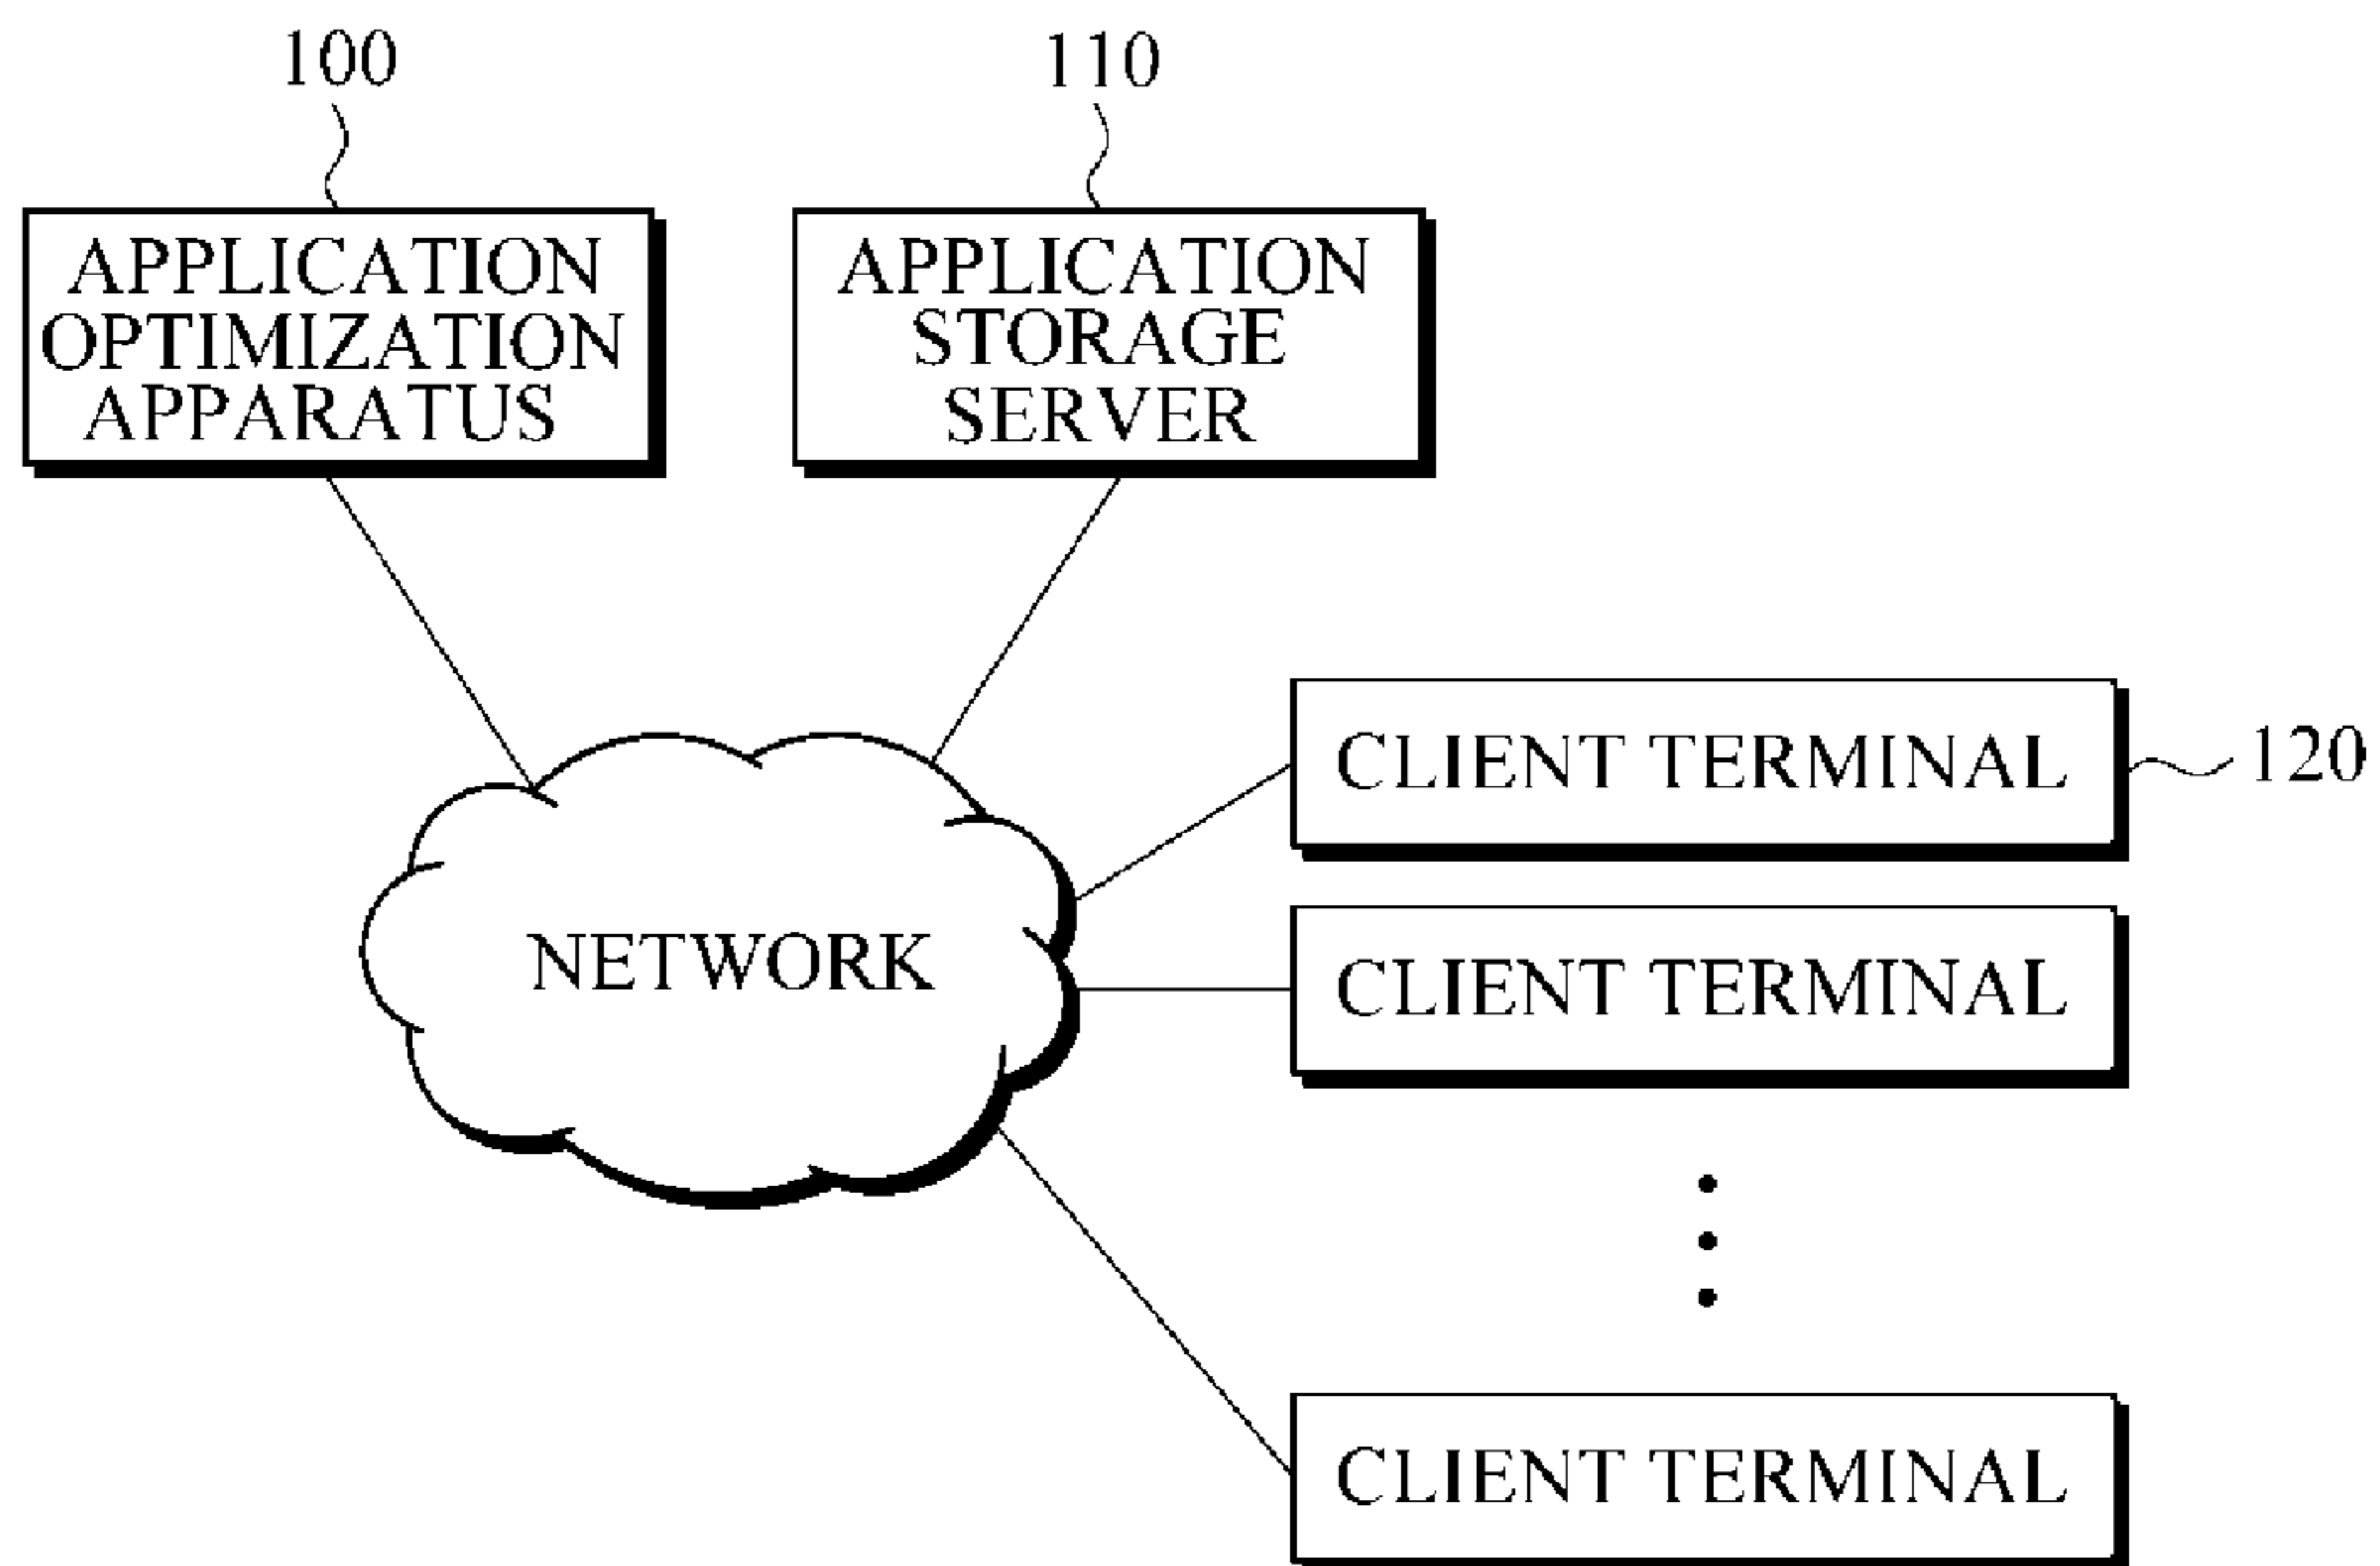 100
110
APPLICATION
OPTIMIZATION
APPARATUS
APPLICATION
STORAGE
SERVER
CLIENT TERMINAL
120
NETWORK
CLIENT TERMINAL
CLIENT TERMINAL